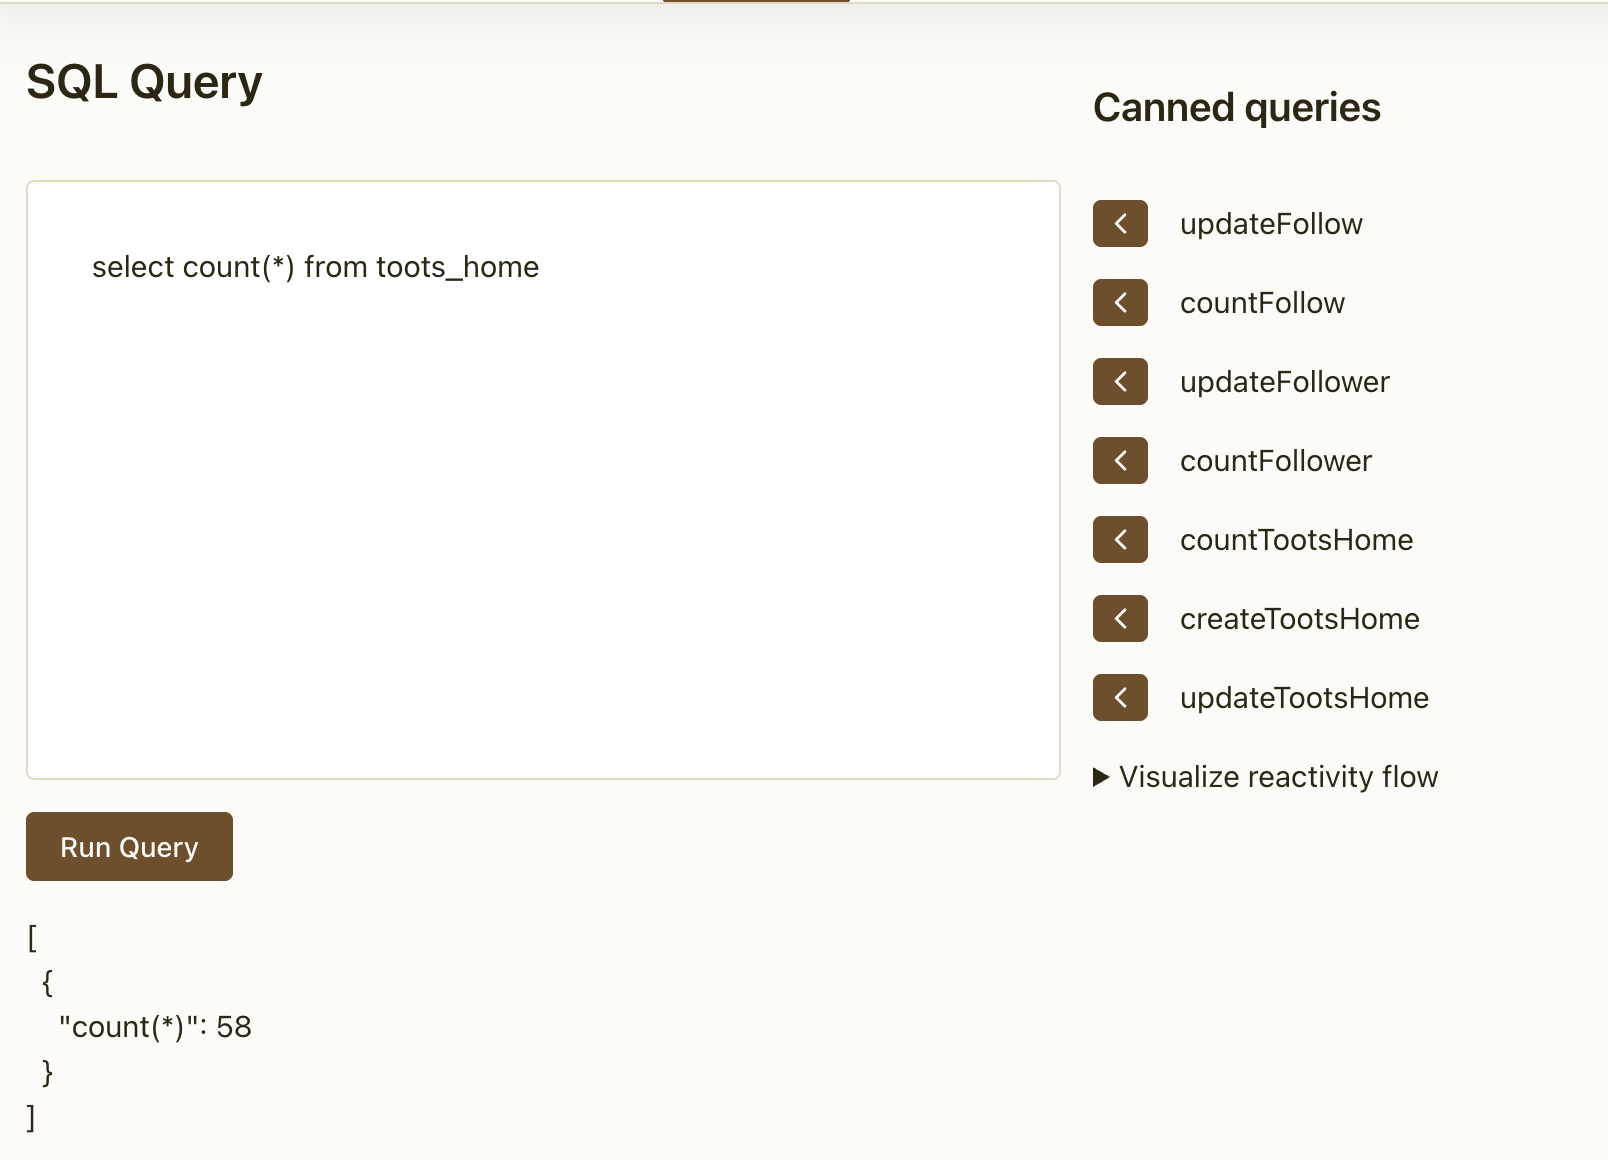 SQL Query
select count(*) from toots_home
Run Query
[
{
"count(*)": 58
}
]
Canned queries
updateFollow
countFollow
updateFollower
countFollower
countTootsHome
createTootsHome
updateTootsHome
Visualize reactivity flow